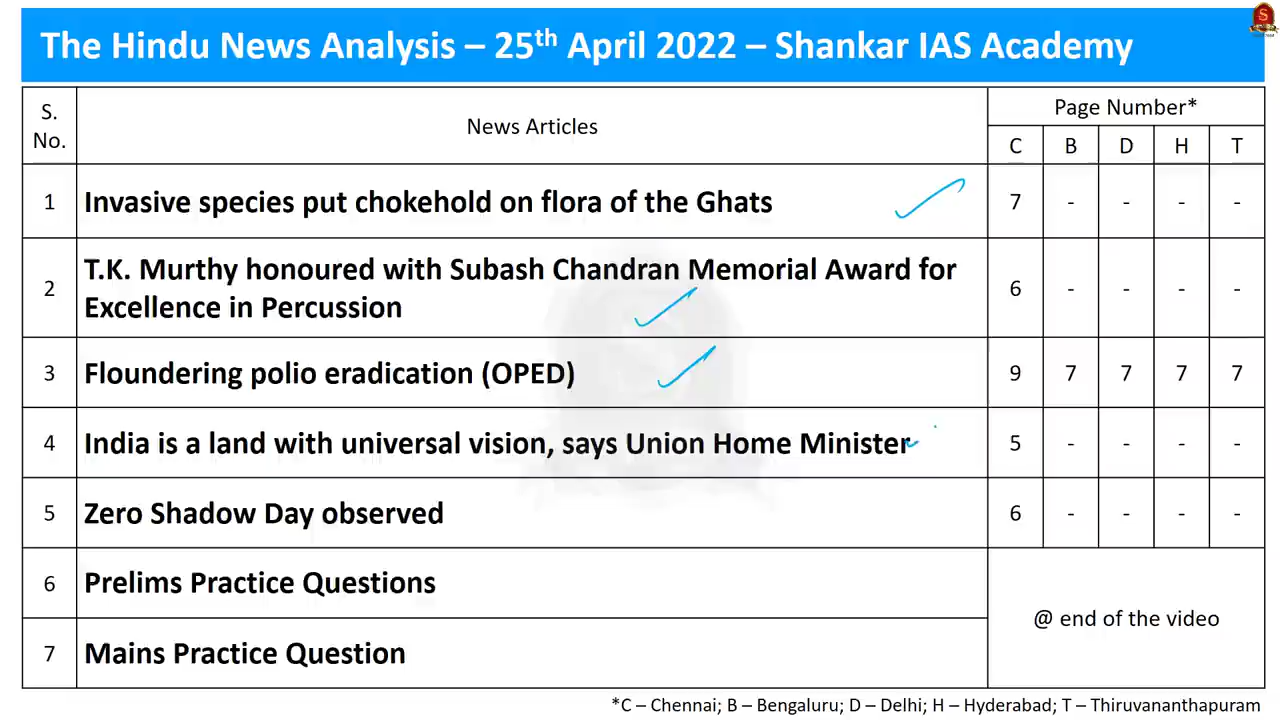 The Hindu News Analysis – 25th April 2022 – Shankar IAS Academy
S. No.
News Articles
Page Number*
C B D H T
1 Invasive species put chokehold on flora of the Ghats 7 - - - -
2 T.K. Murthy honoured with Subash Chandran Memorial Award for
Excellence in Percussion 6 - - - -
3 Floundering polio eradication (OPED) 9 7 7 7 7
4 India is a land with universal vision, says Union Home Minister 5 - - - -
5 Zero Shadow Day observed 6 - - - -
6 Prelims Practice Questions
@ end of the video
7 Mains Practice Question
*C – Chennai; B – Bengaluru; D – Delhi; H – Hyderabad; T – Thiruvananthapuram